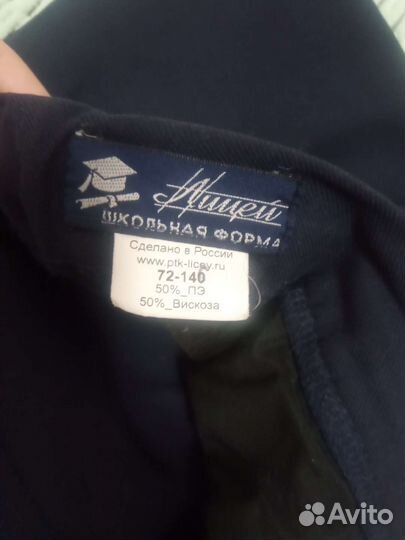 Лицей
ШКОЛЬНАЯ ФОРМА
Сделано в России
www.ptk-licey.ru
72-140
50%_ПЭ
50%_Вискоза
Avito